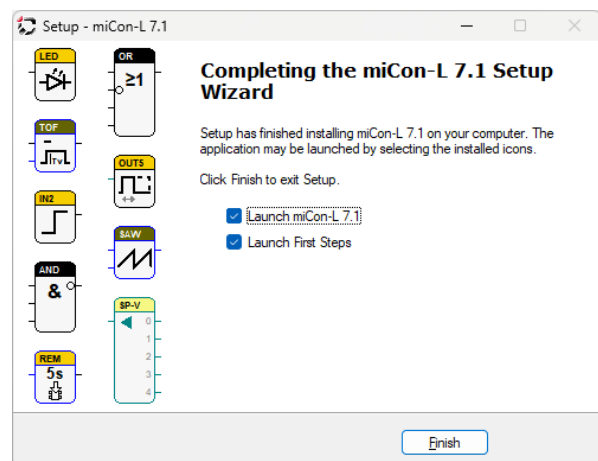 Setup - miCon-L 7.1
LED
OR
≥1
TOF
TV
OUTS
IN2
SAW
AND
&
SP-V
0
1
2
3
4
REM
5s
Completing the miCon-L 7.1 Setup
Wizard
Setup has finished installing miCon-L 7.1 on your computer. The
application may be launched by selecting the installed icons.
Click Finish to exit Setup.
Launch miCon-L 7.1
Launch First Steps
Finish